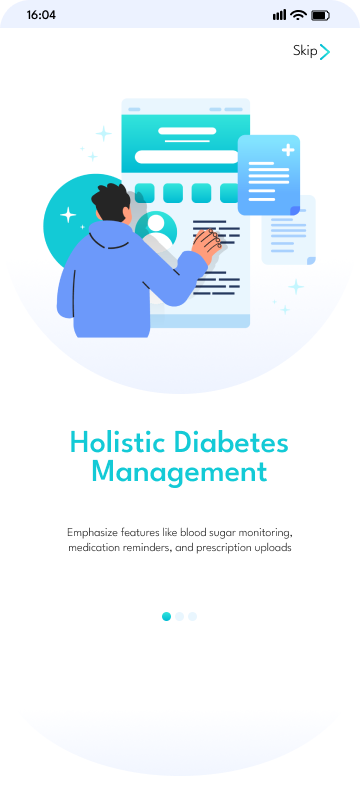 16:04
Skip
Holistic Diabetes
Management
Emphasize features like blood sugar monitoring,
medication reminders, and prescription uploads